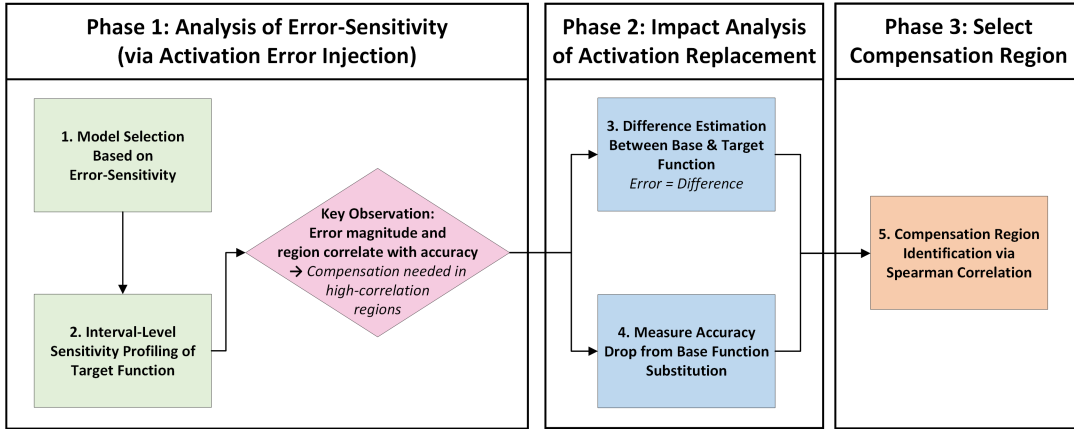 Phase 1: Analysis of Error-Sensitivity
(via Activation Error Injection)
1. Model Selection
Based on
Error-Sensitivity
2. Interval-Level
Sensitivity Profiling of
Target Function
Key Observation:
Error magnitude and
region correlate with accuracy
→ Compensation needed in
high-correlation
regions
Phase 2: Impact Analysis
of Activation Replacement
3. Difference Estimation
Between Base & Target
Function
Error = Difference
4. Measure Accuracy
Drop from Base Function
Substitution
Phase 3: Select
Compensation Region
5. Compensation Region
Identification via
Spearman Correlation